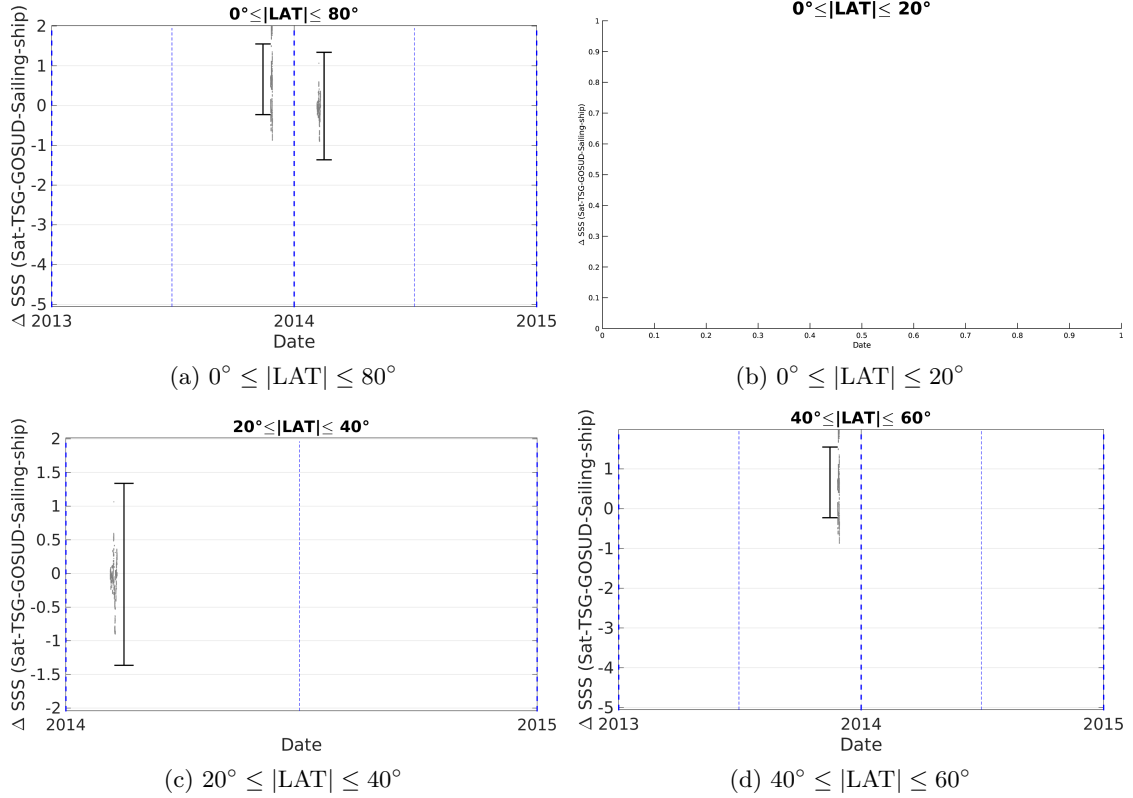 0°≤|LAT|≤ 80°
Δ SSS (Sat-TSG-GOSUD-Sailing-ship)
2
1
0
-1
-2
-3
-4
-5
2013 2014 2015
Date
(a) 0° ≤ |LAT| ≤ 80°
0°≤|LAT|≤ 20°
Δ SSS (Sat-TSG-GOSUD-Sailing-ship)
1
0.9
0.8
0.7
0.6
0.5
0.4
0.3
0.2
0.1
0
0 0.1 0.2 0.3 0.4 0.5 0.6 0.7 0.8 0.9 1
Date
(b) 0° ≤ |LAT| ≤ 20°
20°≤|LAT|≤ 40°
Δ SSS (Sat-TSG-GOSUD-Sailing-ship)
2
1.5
1
0.5
0
-0.5
-1
-1.5
-2
2014 2015
Date
(c) 20° ≤ |LAT| ≤ 40°
40°≤|LAT|≤ 60°
Δ SSS (Sat-TSG-GOSUD-Sailing-ship)
1
0
-1
-2
-3
-4
-5
2013 2014 2015
Date
(d) 40° ≤ |LAT| ≤ 60°